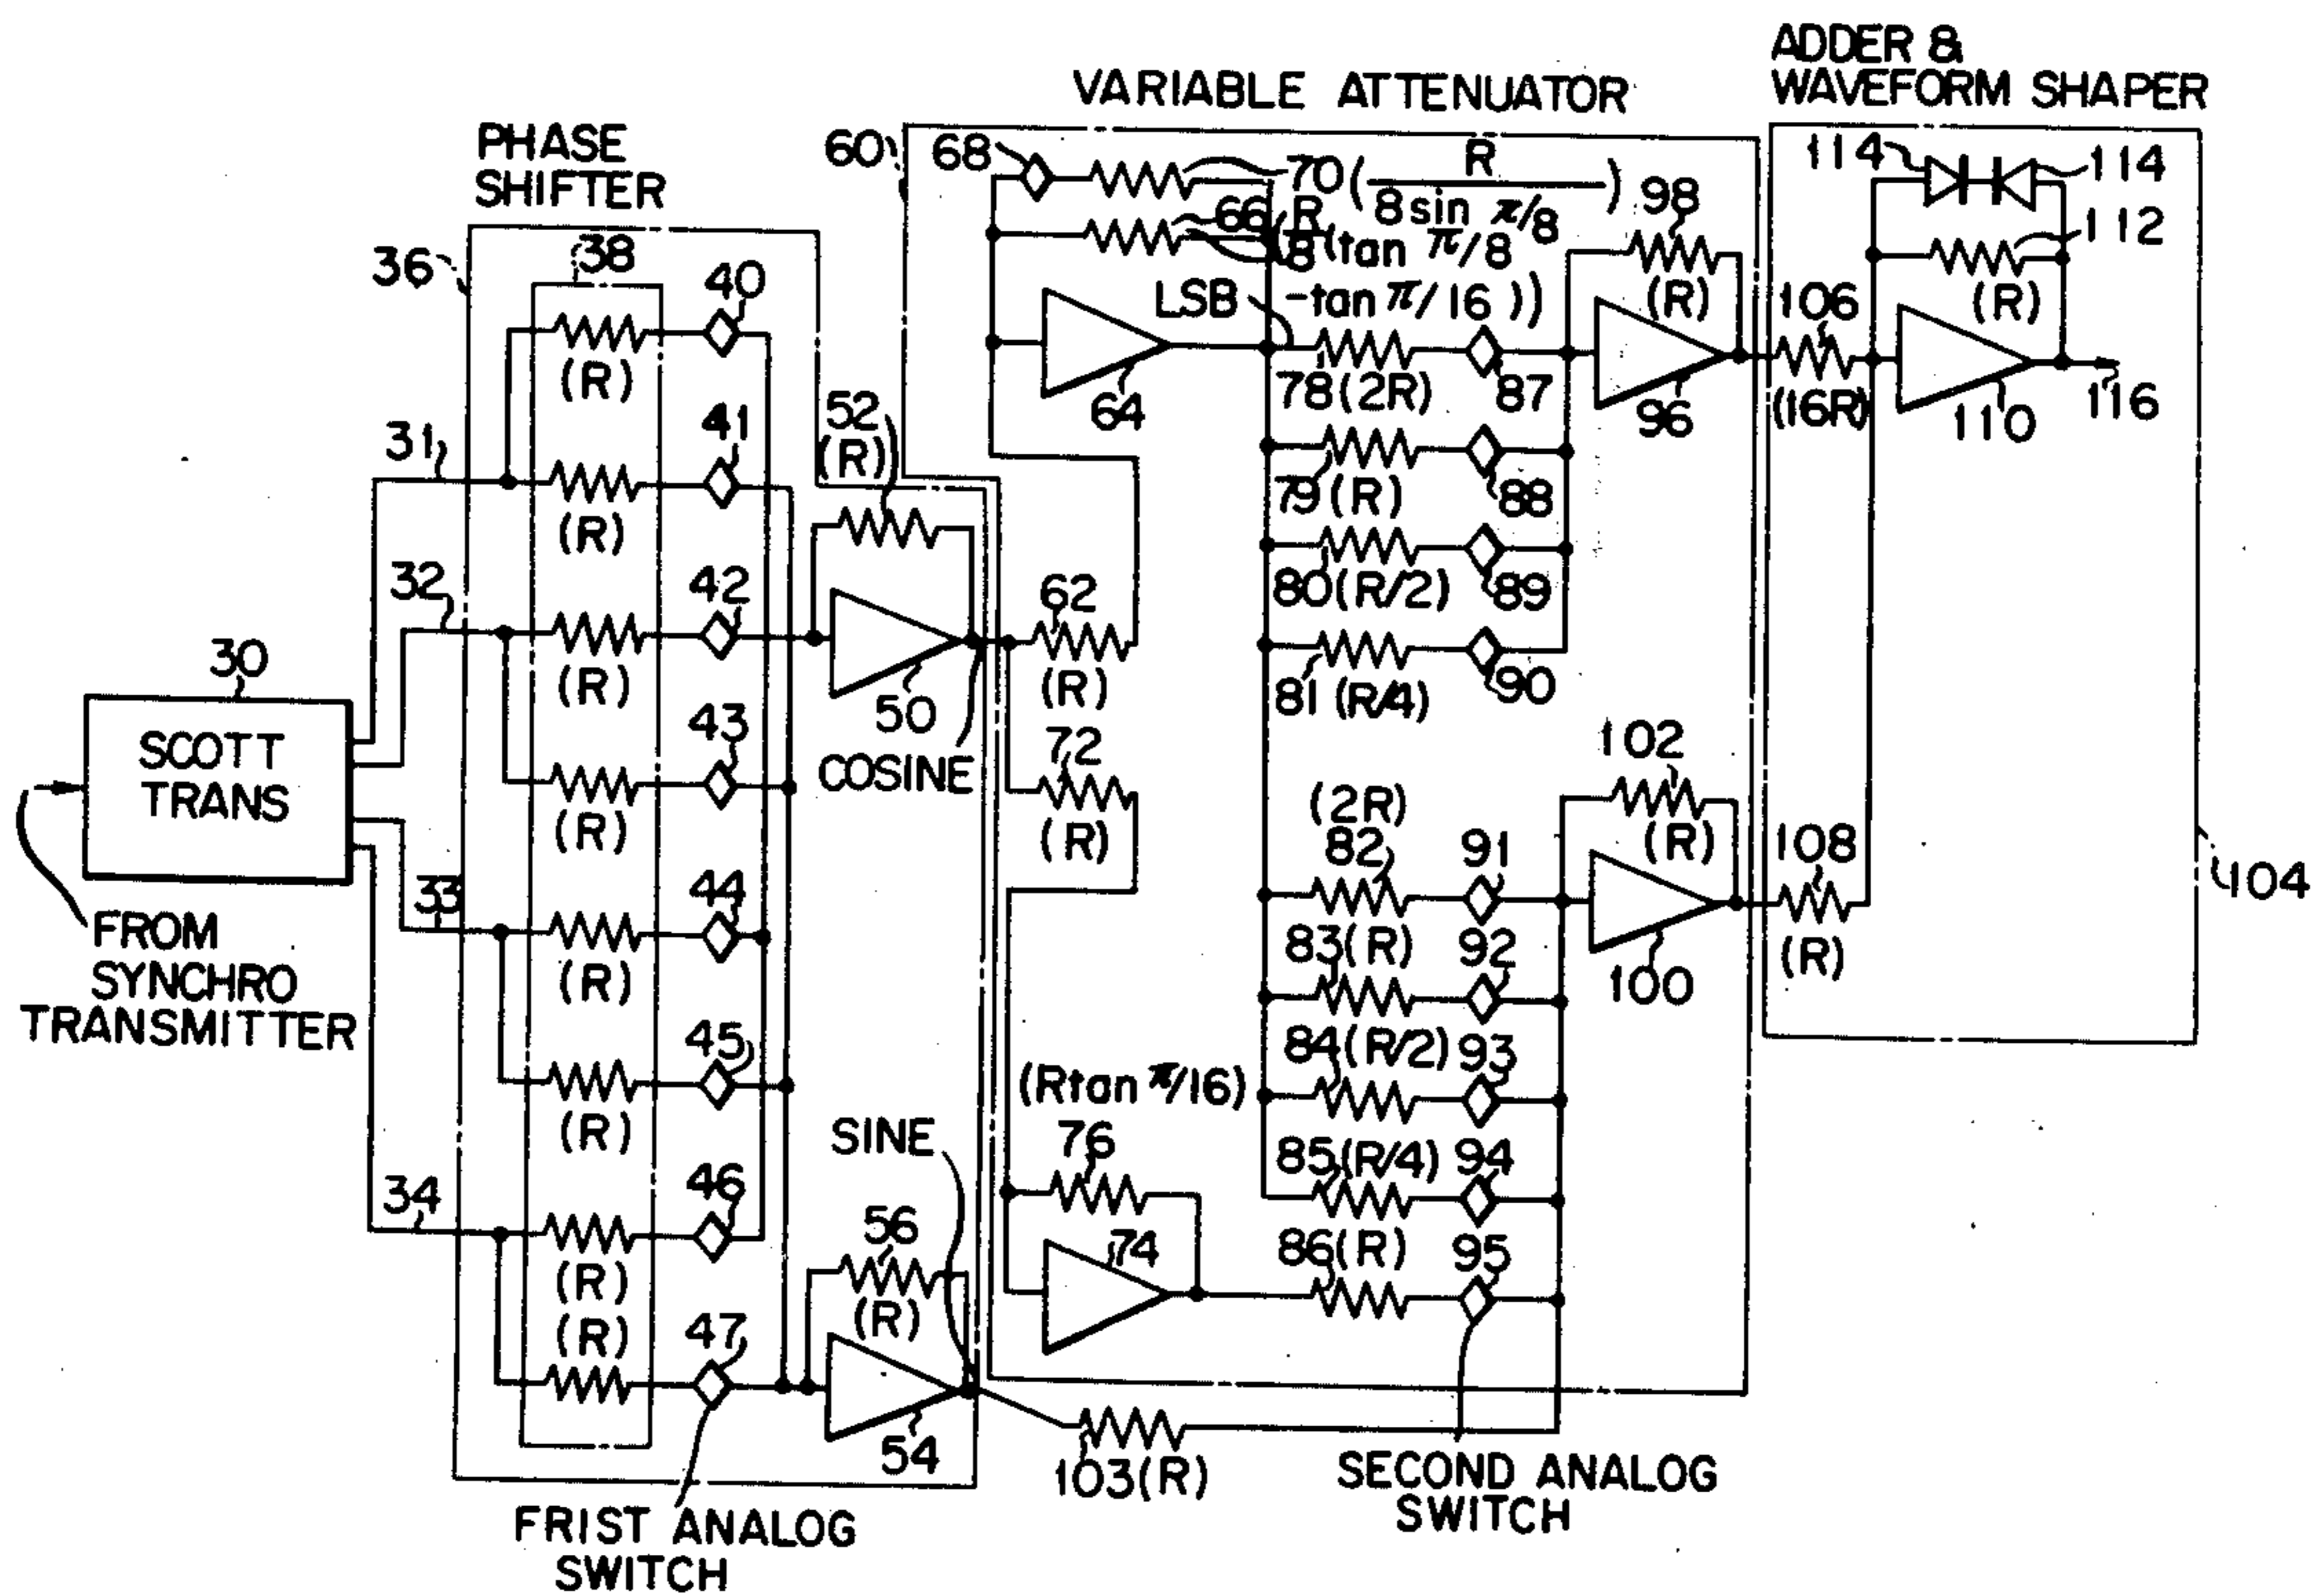 ADDER &
WAVEFORM SHAPER
VARIABLE ATTENUATOR
PHASE
SHIFTER
60
68
70(R/8 sin π/8)
66(R/8(tan π/8
-tan π/16))
98
(R)
114
114
112
(R)
36
38
40
(R)
LSB
64
78(2R)
87
96
106
(16R)
110
116
31
41
(R)
52
(R)
79(R)
88
32
42
(R)
80(R/2)
89
62
(R)
81(R/4)
90
30
SCOTT
TRANS
43
(R)
50
COSINE
72
(R)
102
(R)
(2R)
82
91
108
(R)
104
33
44
(R)
83(R)
92
100
FROM
SYNCHRO
TRANSMITTER
45
(R)
84(R/2)
93
(Rtan π/16)
76
SINE
85(R/4)
94
34
46
(R)
56
(R)
74
86(R)
95
(R)
47
54
103(R)
SECOND ANALOG
SWITCH
FRIST ANALOG
SWITCH